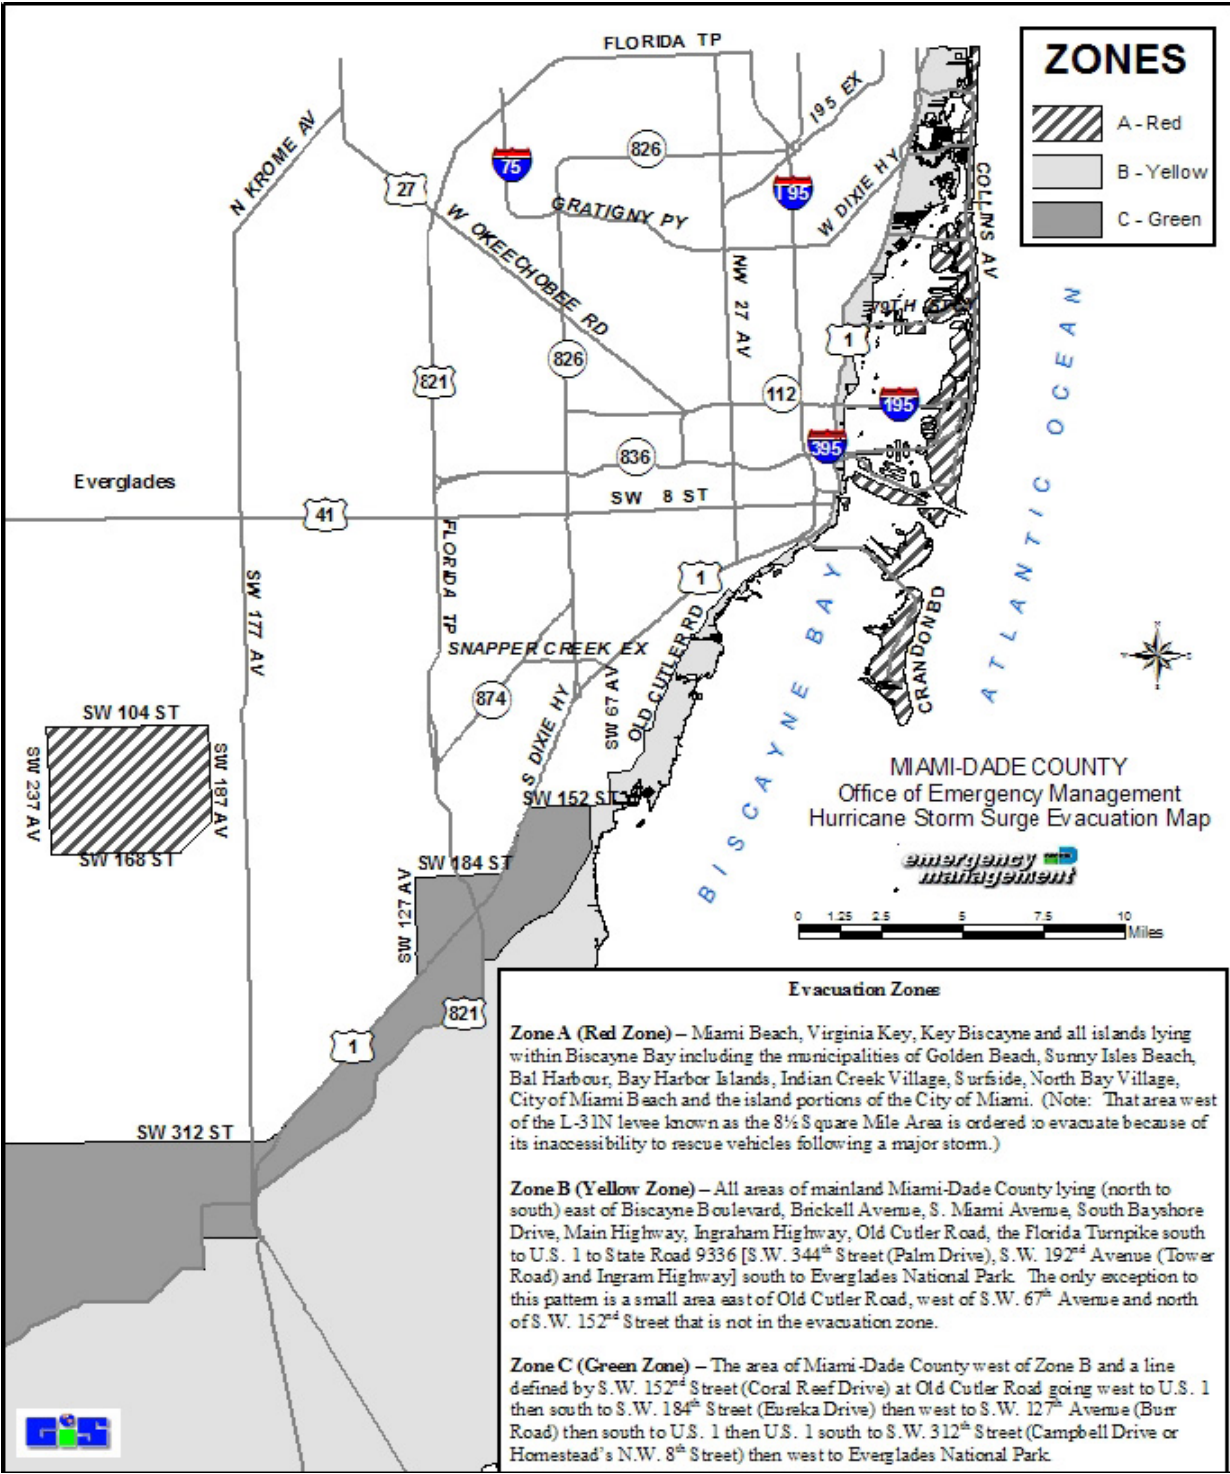 FLORIDA TP
ZONES
A - Red
B - Yellow
C - Green
N KROME AV
195 EX
826
75
27
I 95
W DIXIE HY
COLLINS AV
GRATIGNY PY
W OKEECHOBEE RD
NW 27 AV
79TH ST
1
826
821
112
195
395
836
Everglades
SW 8 ST
41
ATLANTIC OCEAN
FLORIDA TP
SW 177 AV
1
BISCAYNE BAY
CRANDON BD
SNAPPER CREEK EX
OLD CUTLER RD
874
SW 67 AV
S DIXIE HY
SW 104 ST
SW 237 AV
SW 187 AV
SW 168 ST
N
MIAMI-DADE COUNTY
Office of Emergency Management
Hurricane Storm Surge Evacuation Map
emergency
management
SW 152 ST
SW 184 ST
SW 127 AV
0 1.25 2.5 5 7.5 10
Miles
821
1
SW 312 ST
Evacuation Zones
Zone A (Red Zone) – Miami Beach, Virginia Key, Key Biscayne and all islands lying
within Biscayne Bay including the municipalities of Golden Beach, Sunny Isles Beach,
Bal Harbour, Bay Harbor Islands, Indian Creek Village, Surfside, North Bay Village,
City of Miami Beach and the island portions of the City of Miami. (Note: That area west
of the L-31N levee known as the 8½ Square Mile Area is ordered to evacuate because of
its inaccessibility to rescue vehicles following a major storm.)
Zone B (Yellow Zone) – All areas of mainland Miami-Dade County lying (north to
south) east of Biscayne Boulevard, Brickell Avenue, S. Miami Avenue, South Bayshore
Drive, Main Highway, Ingraham Highway, Old Cutler Road, the Florida Turnpike south
to U.S. 1 to State Road 9336 [S.W. 344th Street (Palm Drive), S.W. 192nd Avenue (Tower
Road) and Ingram Highway] south to Everglades National Park. The only exception to
this pattern is a small area east of Old Cutler Road, west of S.W. 67th Avenue and north
of S.W. 152nd Street that is not in the evacuation zone.
Zone C (Green Zone) – The area of Miami-Dade County west of Zone B and a line
defined by S.W. 152nd Street (Coral Reef Drive) at Old Cutler Road going west to U.S. 1
then south to S.W. 184th Street (Eureka Drive) then west to S.W. 127th Avenue (Burr
Road) then south to U.S. 1 then U.S. 1 south to S.W. 312th Street (Campbell Drive or
Homestead's N.W. 8th Street) then west to Everglades National Park.
GIS